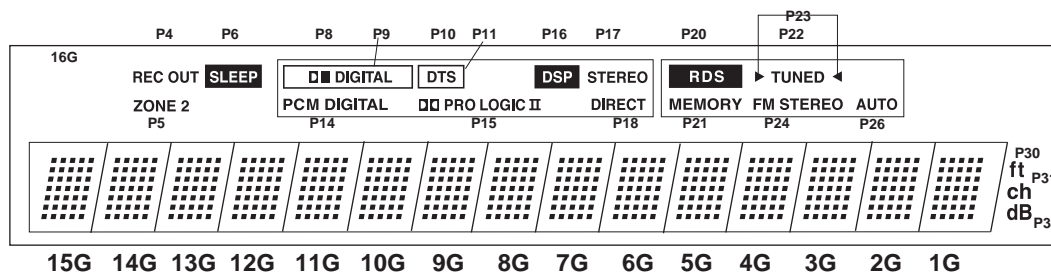 P23
P4 P6 P8 P9 P10 P11 P16 P17 P20 P22
16G
REC OUT SLEEP DIGITAL DTS DSP STEREO RDS TUNED
ZONE 2 PCM DIGITAL PRO LOGIC II DIRECT MEMORY FM STEREO AUTO
P5 P14 P15 P18 P21 P24 P26
P30
ft
ch
dB
15G 14G 13G 12G 11G 10G 9G 8G 7G 6G 5G 4G 3G 2G 1G